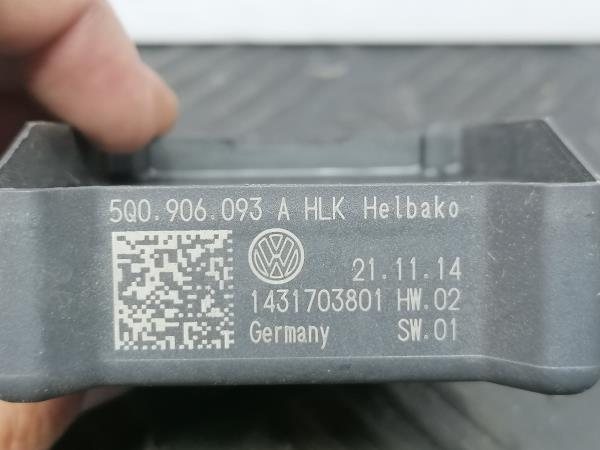 5Q0.906.093 A HLK Helbako
21.11.14
1431703801 HW.02
Germany SW.01